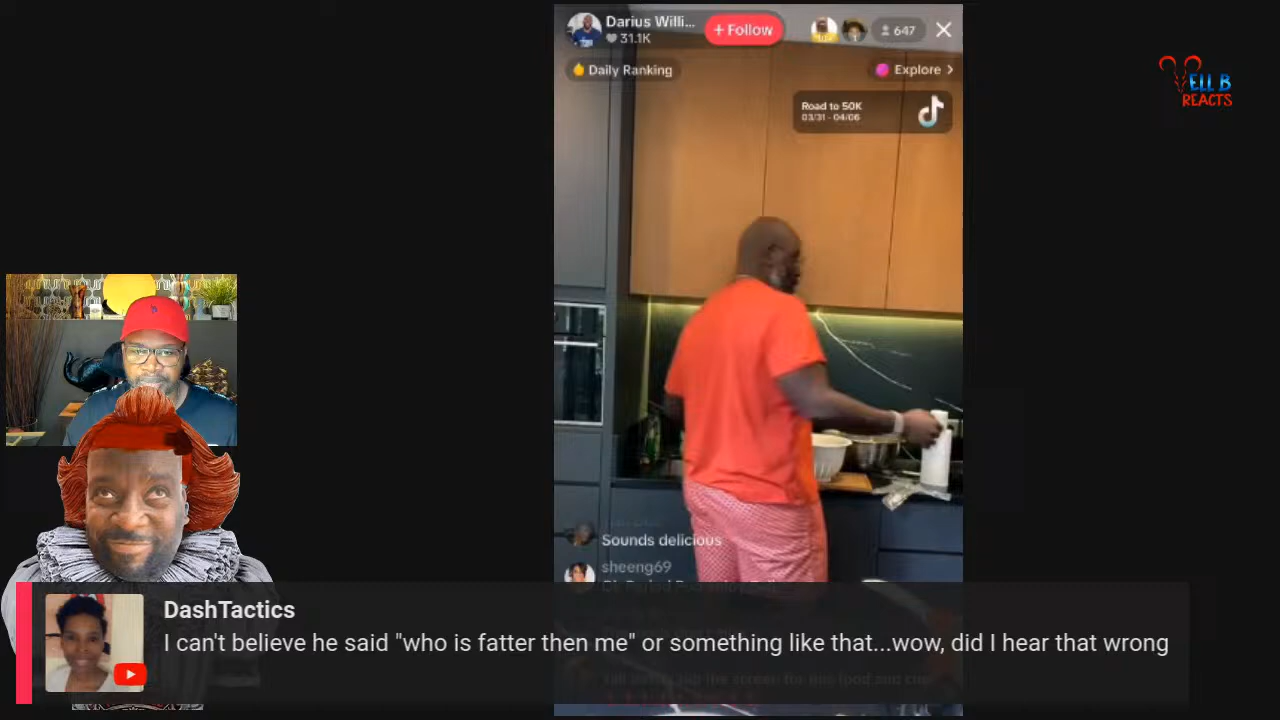 Darius Willi...
31.1K
+ Follow
647
Daily Ranking
Explore >
Road to 50K
03/31 - 04/06
ELL B
REACTS
Sounds delicious
sheeng69
DashTactics
I can't believe he said "who is fatter then me" or something like that...wow, did I hear that wrong